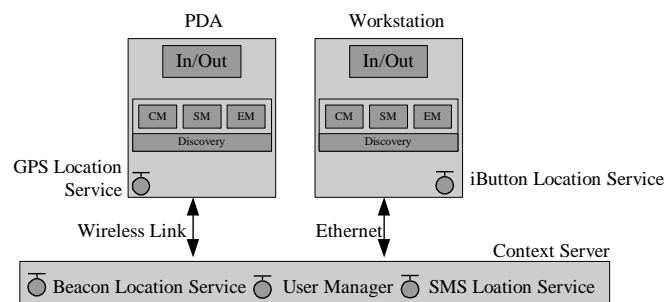 PDA
Workstation
In/Out
In/Out
CM SM EM
CM SM EM
Discovery
Discovery
GPS Location
Service
iButton Location Service
Wireless Link
Ethernet
Context Server
Beacon Location Service User Manager SMS Loation Service